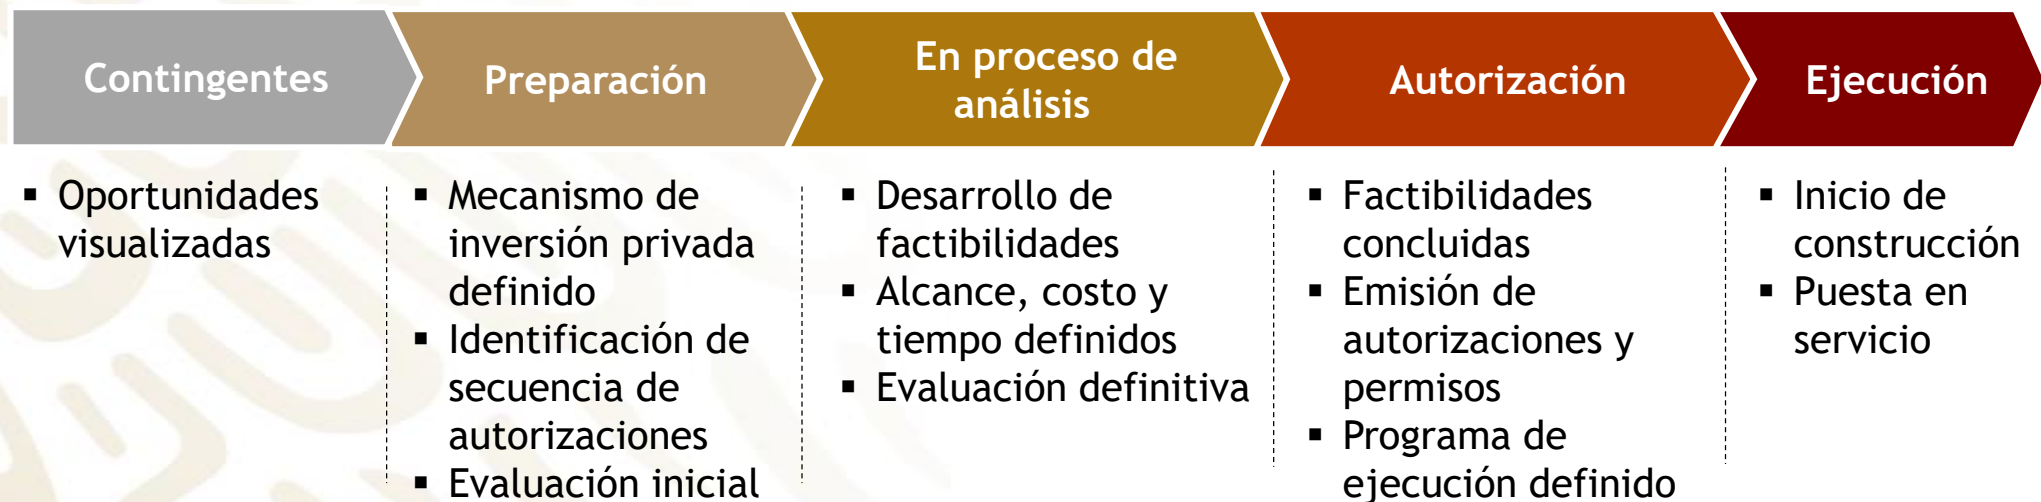 Contingentes
Preparación
En proceso de
análisis
Autorización
Ejecución
▪ Oportunidades
visualizadas
▪ Mecanismo de
inversión privada
definido
▪ Identificación de
secuencia de
autorizaciones
▪ Evaluación inicial
▪ Desarrollo de
factibilidades
▪ Alcance, costo y
tiempo definidos
▪ Evaluación definitiva
▪ Factibilidades
concluidas
▪ Emisión de
autorizaciones y
permisos
▪ Programa de
ejecución definido
▪ Inicio de
construcción
▪ Puesta en
servicio